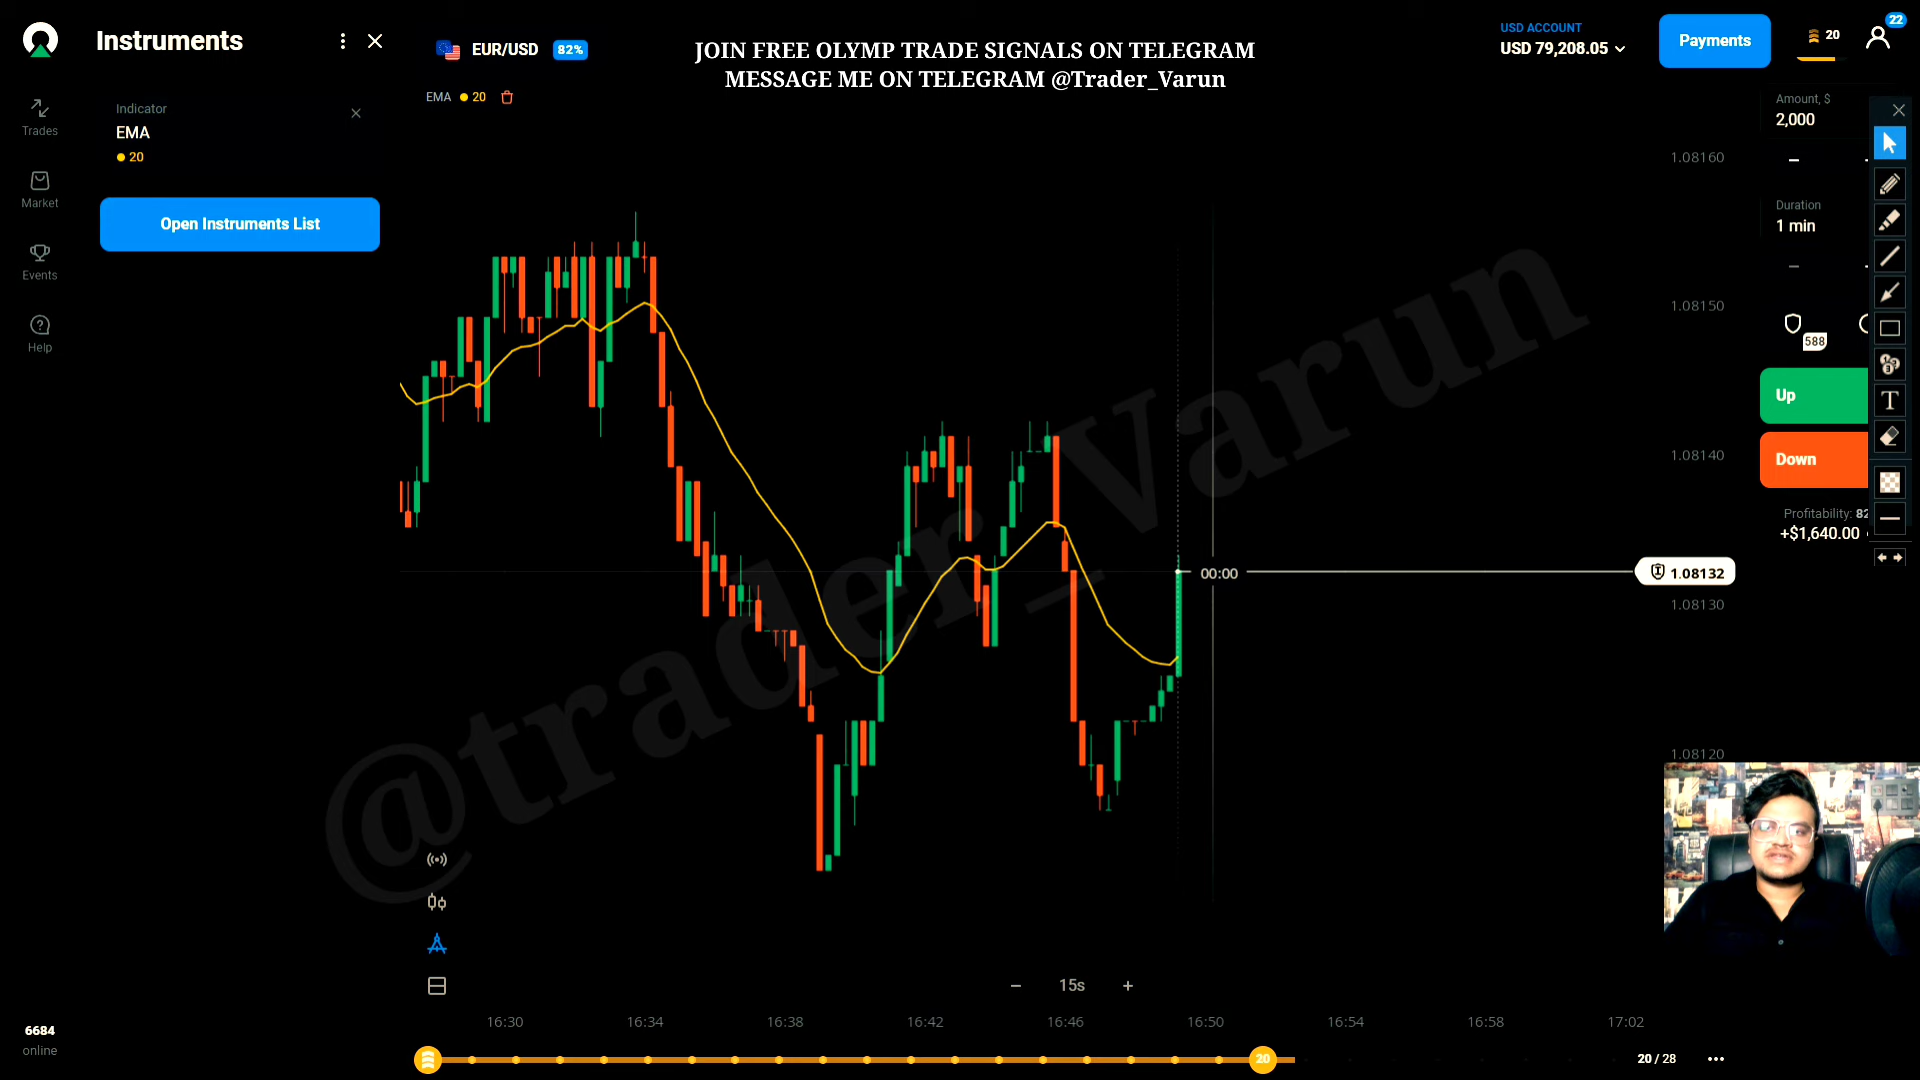 Instruments
EUR/USD 82%
JOIN FREE OLYMP TRADE SIGNALS ON TELEGRAM
MESSAGE ME ON TELEGRAM @Trader_Varun
USD ACCOUNT
USD 79,208.05
Payments
20
22
EMA 20
Trades
Market
Events
Help
Indicator
EMA
20
Open Instruments List
Amount, $
2,000
Duration
1 min
588
Up
Down
Profitability: 82
+$1,640.00
1.08160
1.08150
1.08140
1.08132
1.08130
1.08120
00:00
@trader_Varun
T
15s
16:30
16:34
16:38
16:42
16:46
16:50
16:54
16:58
17:02
6684
online
20
20 / 28